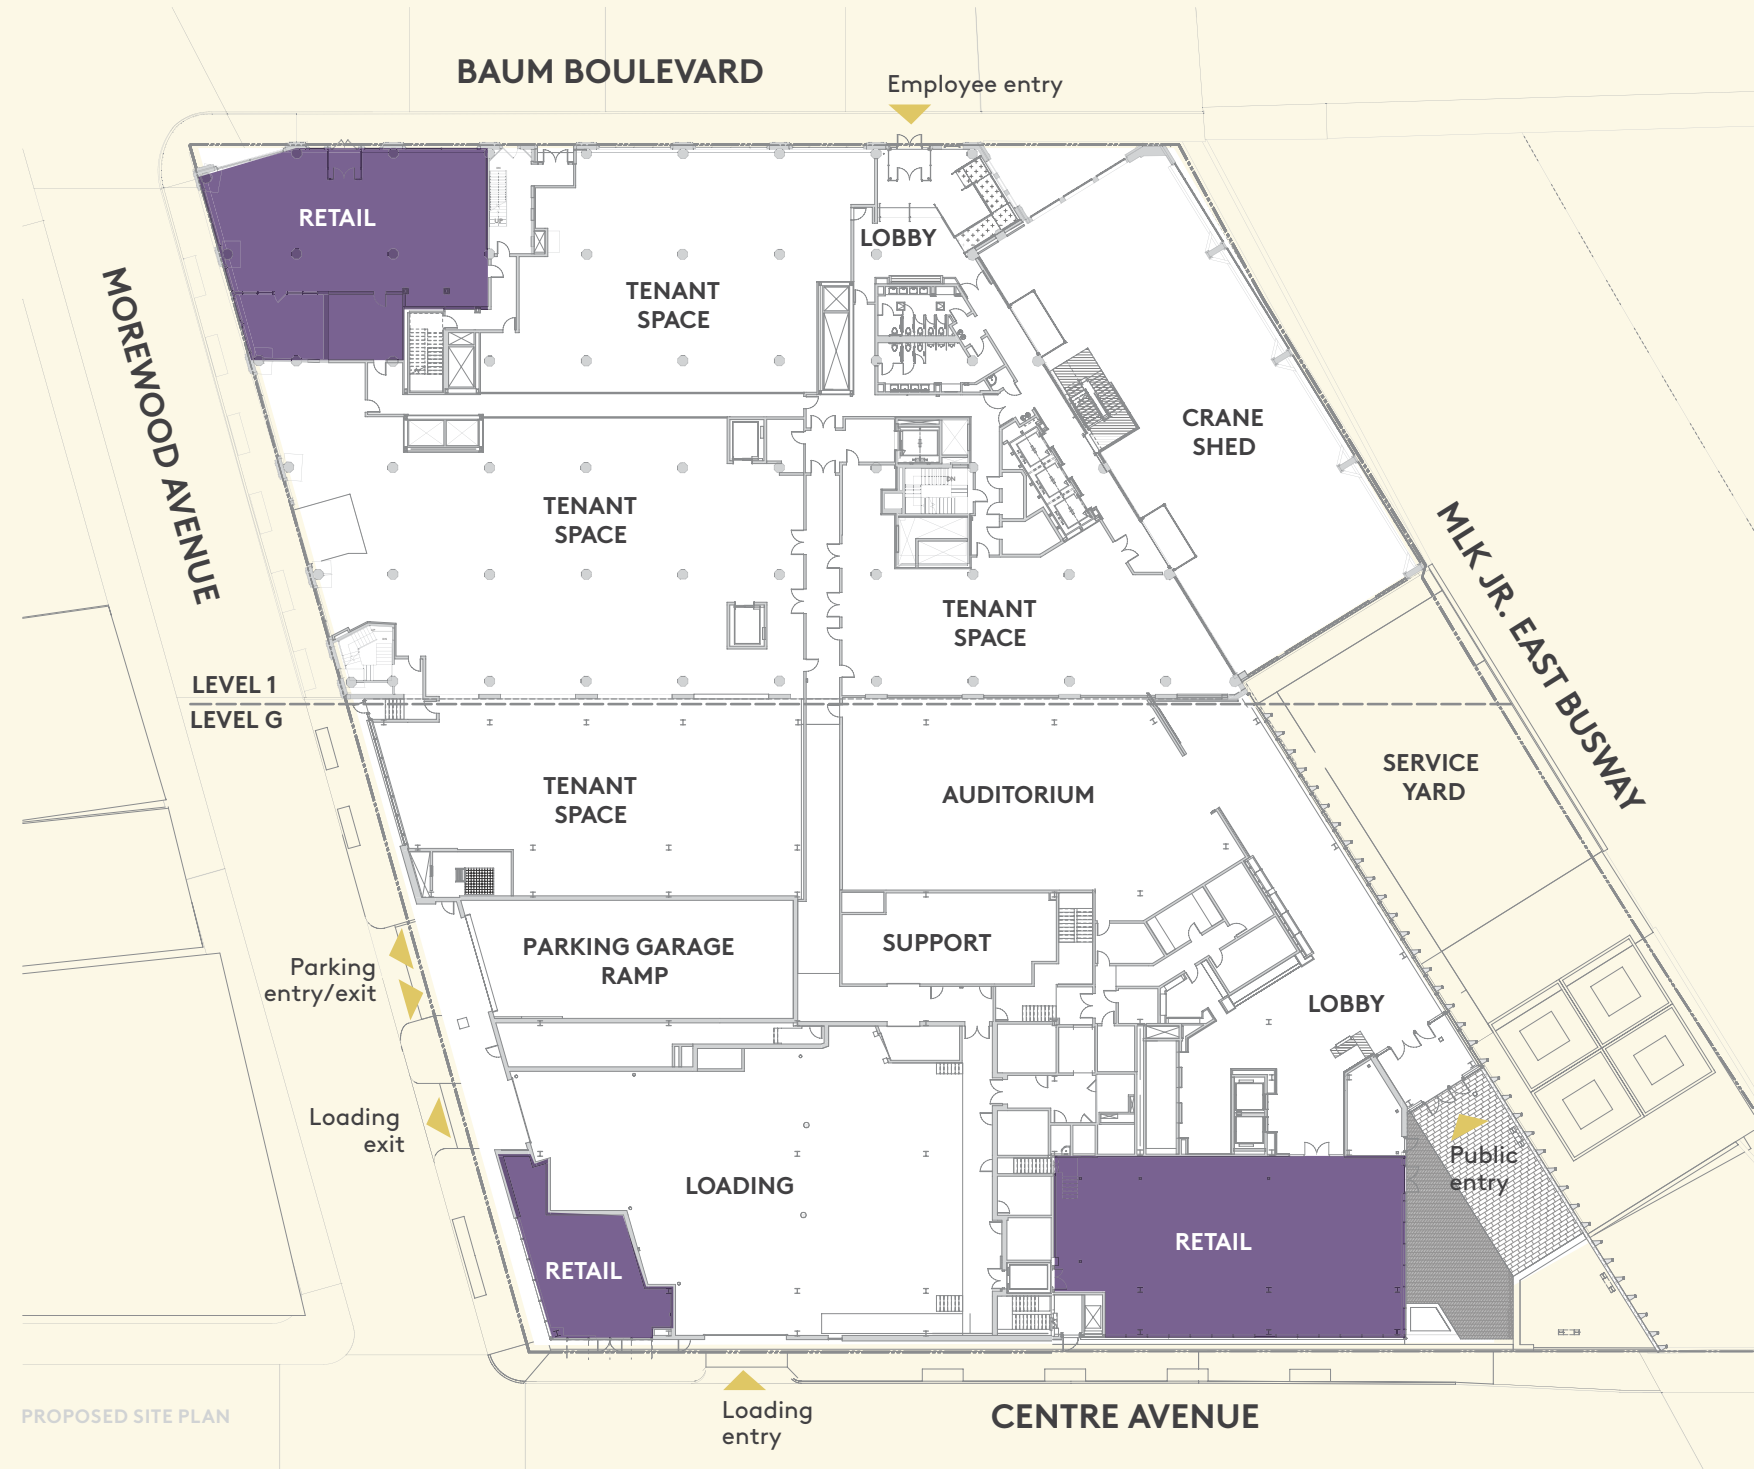 BAUM BOULEVARD
Employee entry
RETAIL
LOBBY
TENANT
SPACE
MOREWOOD AVENUE
CRANE
SHED
TENANT
SPACE
MLK JR. EAST BUSWAY
TENANT
SPACE
LEVEL 1
LEVEL G
SERVICE
YARD
TENANT
SPACE
AUDITORIUM
PARKING GARAGE
RAMP
SUPPORT
Parking
entry/exit
LOBBY
Loading
exit
Public
entry
LOADING
RETAIL
RETAIL
Loading
entry
CENTRE AVENUE
PROPOSED SITE PLAN